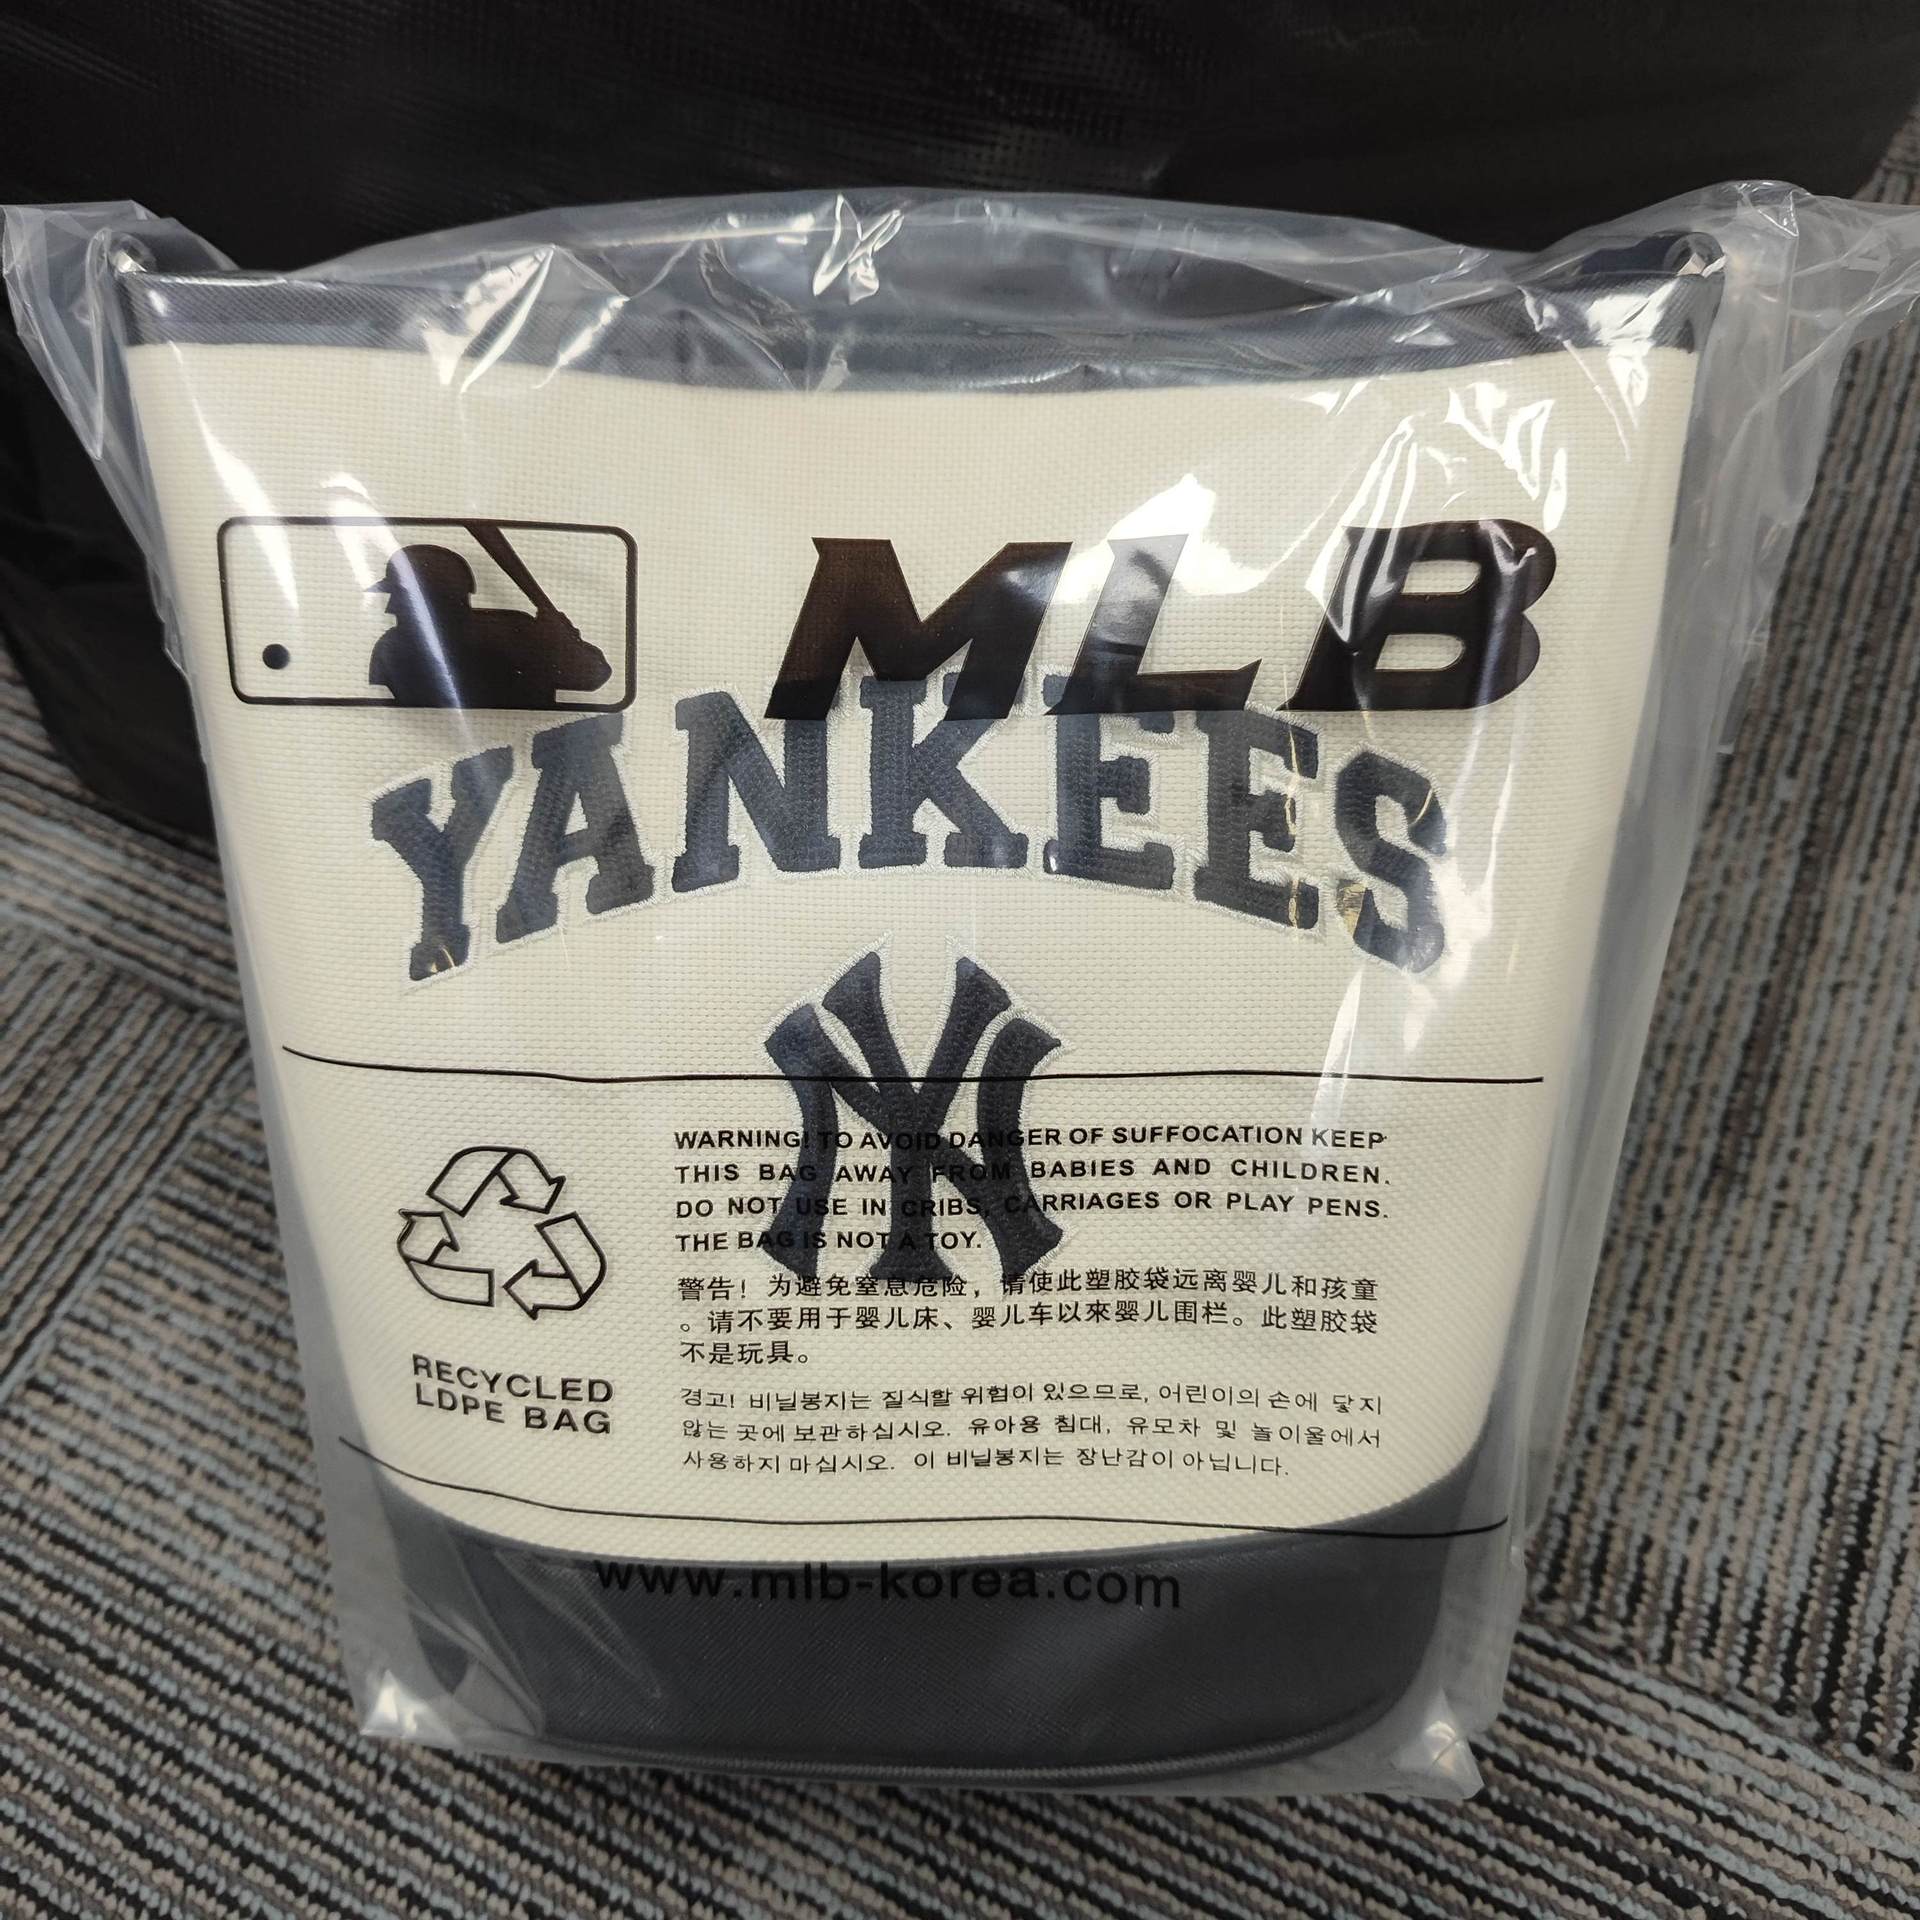 MLB
YANKEES
NY
WARNING! TO AVOID DANGER OF SUFFOCATION KEEP
THIS BAG AWAY FROM BABIES AND CHILDREN.
DO NOT USE IN CRIBS, CARRIAGES OR PLAY PENS.
THE BAG IS NOT A TOY.
警告！为避免窒息危险，请使此塑胶袋远离婴儿和孩童
。请不要用于婴儿床、婴儿车以來婴儿围栏。此塑胶袋
不是玩具。
경고! 비닐봉지는 질식할 위험이 있으므로, 어린이의 손에 닿지
않는 곳에 보관하십시오. 유아용 침대, 유모차 및 놀이울에서
사용하지 마십시오. 이 비닐봉지는 장난감이 아닙니다.
RECYCLED
LDPE BAG
www.mlb-korea.com